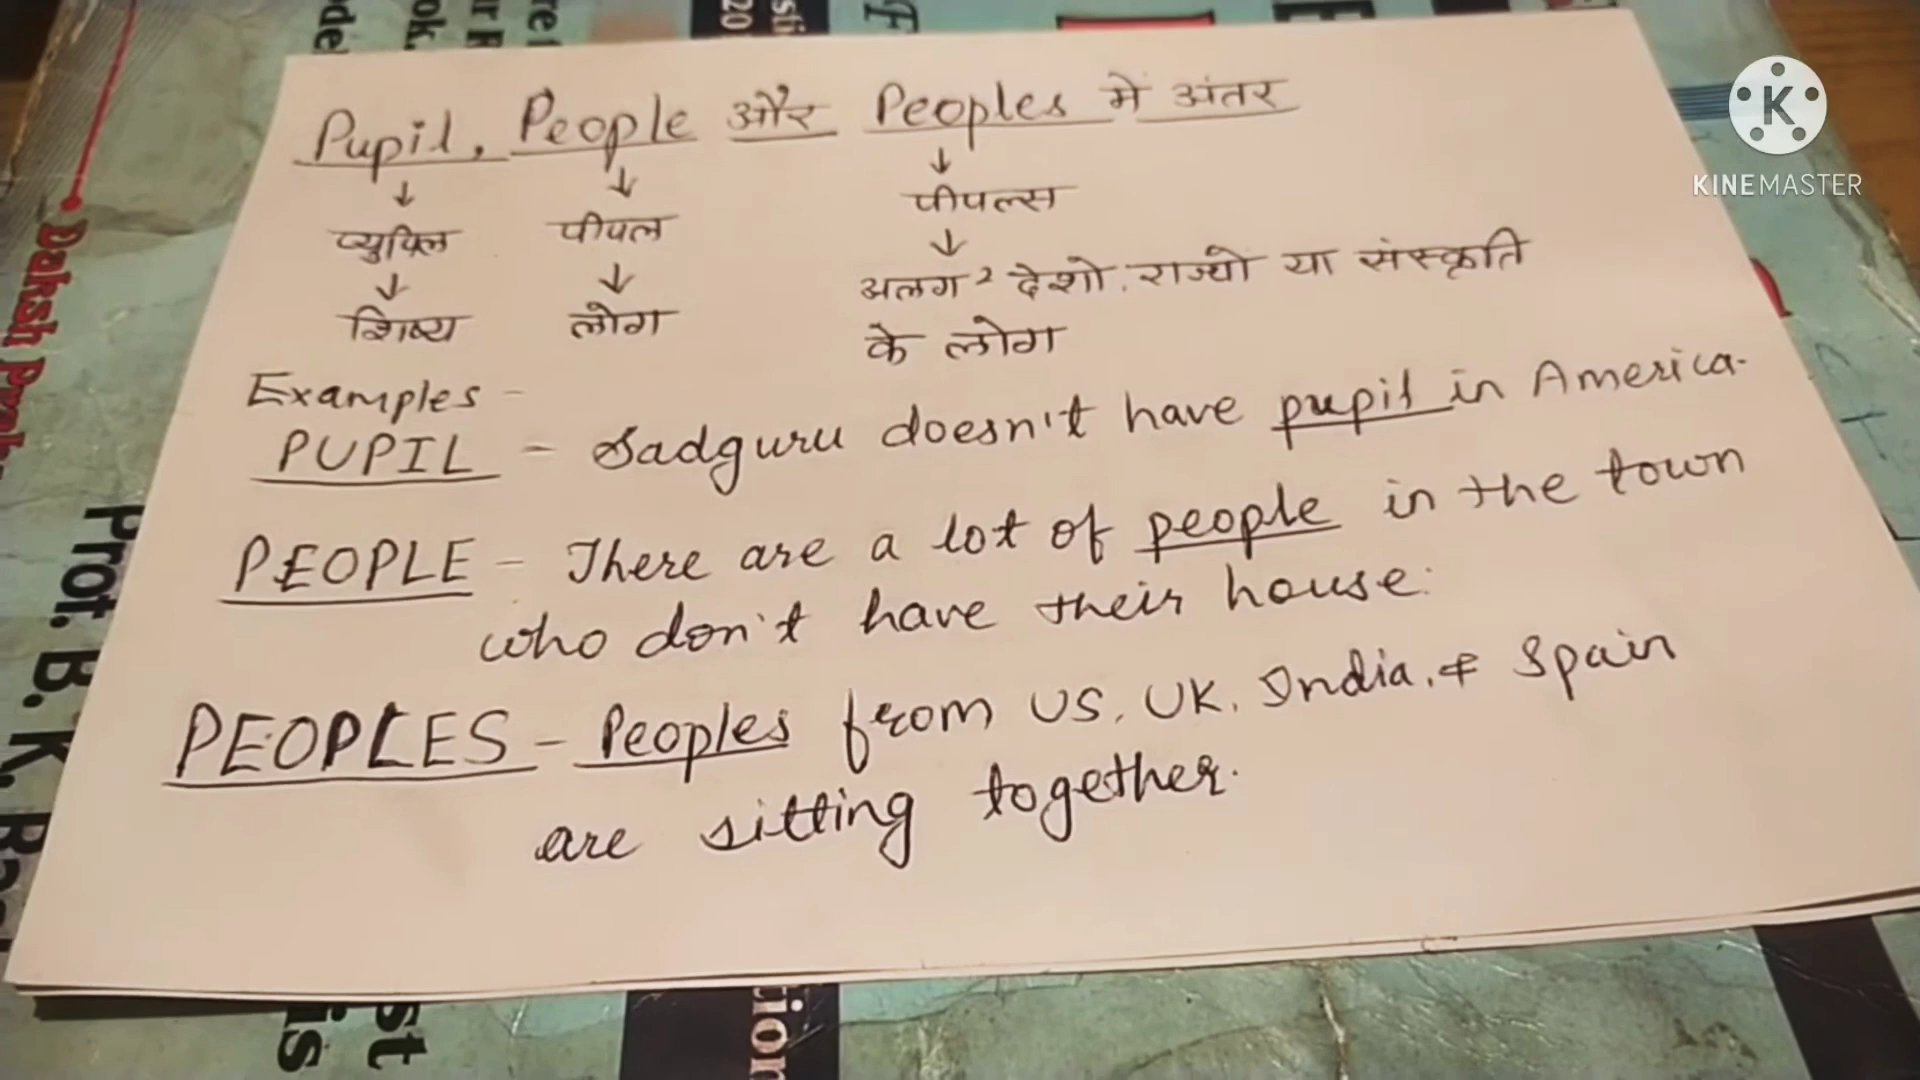 Pupil, People और Peoples में अंतर
↓ ↓ ↓
प्युपिल पीपल पीपल्स
↓ ↓ ↓
शिष्य लोग अलग² देशो, राज्यो या संस्कृति
के लोग
Examples -
PUPIL - Sadguru doesn't have pupil in America.
PEOPLE - There are a lot of people in the town
who don't have their house.
PEOPLES - Peoples from US, UK, India, & Spain
are sitting together.
KINEMASTER
K
Daksh
Prof. B. K.